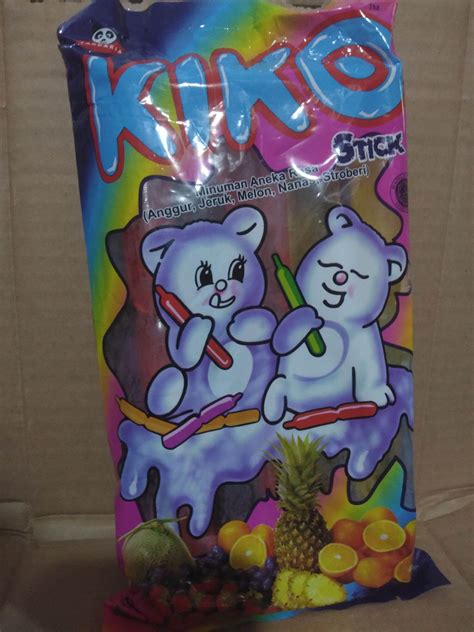 KIKO
STICK
Minuman Aneka Rasa
(Anggur, Jeruk, Melon, Nanas, Stroberi)